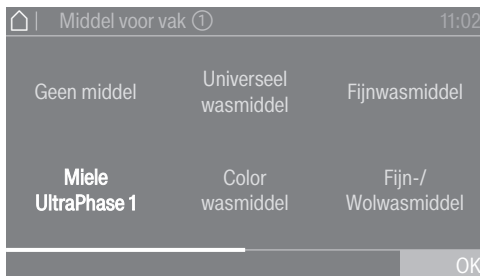 Middel voor vak ① 11:02
Geen middel
Universeel
wasmiddel
Fijnwasmiddel
Miele
UltraPhase 1
Color
wasmiddel
Fijn-/
Wolwasmiddel
OK